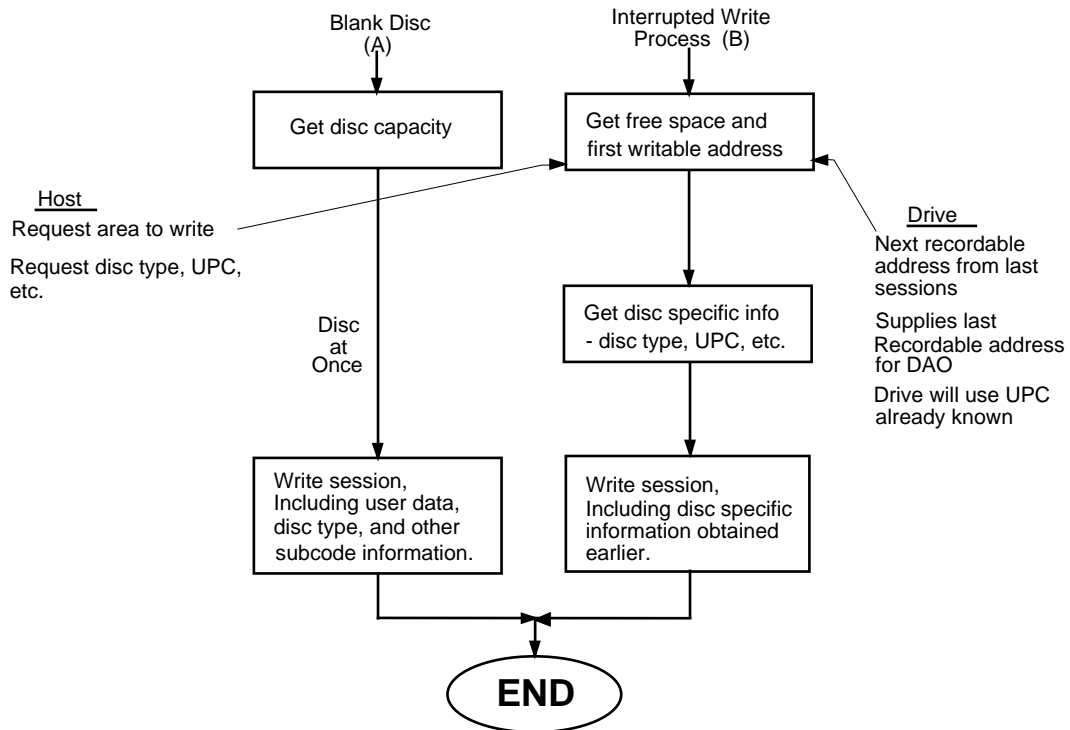 Blank Disc
(A)
Interrupted Write
Process (B)
Get disc capacity
Get free space and
first writable address
Host
Request area to write
Request disc type, UPC,
etc.
Drive
Next recordable
address from last
sessions
Supplies last
Recordable address
for DAO
Drive will use UPC
already known
Disc
at
Once
Get disc specific info
- disc type, UPC, etc.
Write session,
Including user data,
disc type, and other
subcode information.
Write session,
Including disc specific
information obtained
earlier.
END